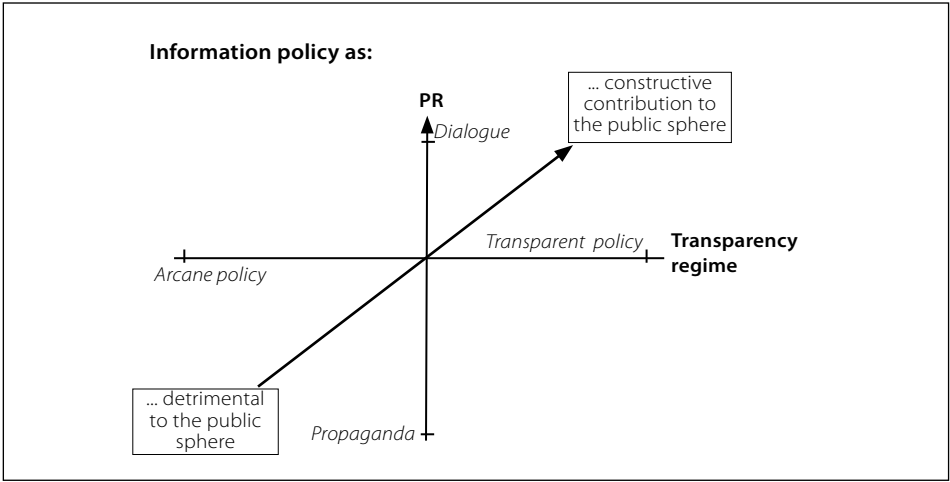 Information policy as:
... constructive
contribution to
the public sphere
PR
Dialogue
Transparent policy
Transparency
regime
Arcane policy
... detrimental
to the public
sphere
Propaganda